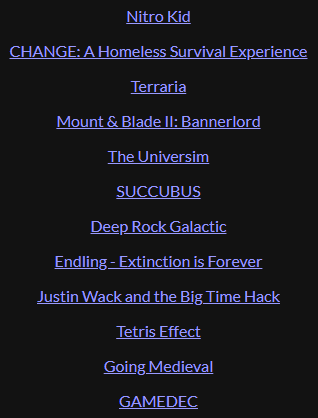 Nitro Kid
CHANGE: A Homeless Survival Experience
Terraria
Mount & Blade II: Bannerlord
The Universim
SUCCUBUS
Deep Rock Galactic
Endling - Extinction is Forever
Justin Wack and the Big Time Hack
Tetris Effect
Going Medieval
GAMEDEC